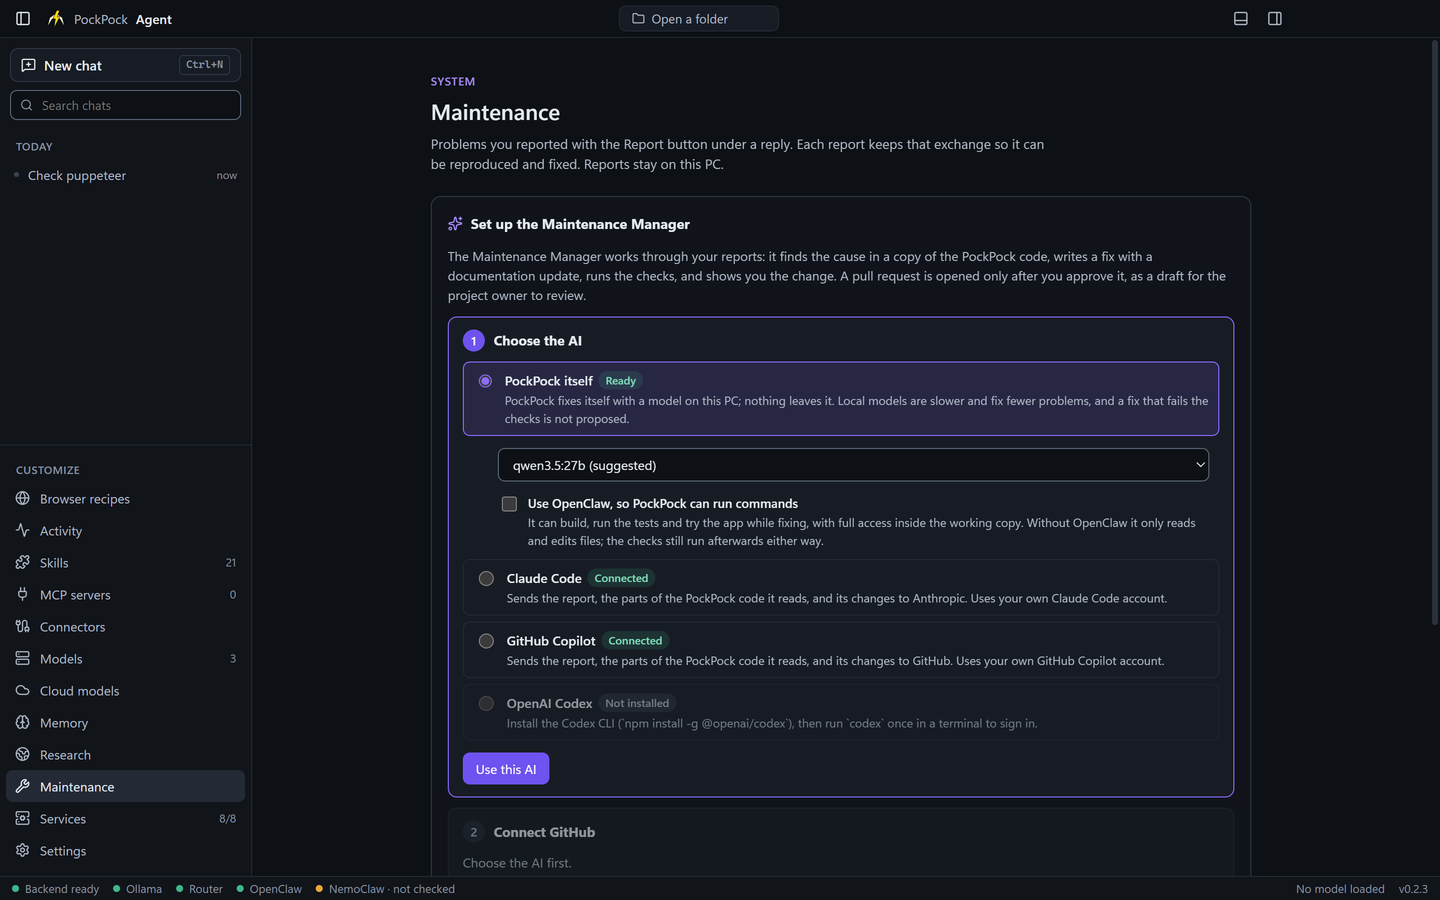 PockPock Agent
Open a folder
New chat
Ctrl+N
Search chats
TODAY
Check puppeteer
now
CUSTOMIZE
Browser recipes
Activity
Skills
21
MCP servers
0
Connectors
Models
3
Cloud models
Memory
Research
Maintenance
Services
8/8
Settings
SYSTEM
Maintenance
Problems you reported with the Report button under a reply. Each report keeps that exchange so it can
be reproduced and fixed. Reports stay on this PC.
Set up the Maintenance Manager
The Maintenance Manager works through your reports: it finds the cause in a copy of the PockPock code, writes a fix with a
documentation update, runs the checks, and shows you the change. A pull request is opened only after you approve it, as a draft for the
project owner to review.
1 Choose the AI
PockPock itself Ready
PockPock fixes itself with a model on this PC; nothing leaves it. Local models are slower and fix fewer problems, and a fix that fails the
checks is not proposed.
qwen3.5:27b (suggested)
Use OpenClaw, so PockPock can run commands
It can build, run the tests and try the app while fixing, with full access inside the working copy. Without OpenClaw it only reads
and edits files; the checks still run afterwards either way.
Claude Code Connected
Sends the report, the parts of the PockPock code it reads, and its changes to Anthropic. Uses your own Claude Code account.
GitHub Copilot Connected
Sends the report, the parts of the PockPock code it reads, and its changes to GitHub. Uses your own GitHub Copilot account.
OpenAI Codex Not installed
Install the Codex CLI (`npm install -g @openai/codex`), then run `codex` once in a terminal to sign in.
Use this AI
2 Connect GitHub
Choose the AI first.
Backend ready
Ollama
Router
OpenClaw
NemoClaw · not checked
No model loaded
v0.2.3